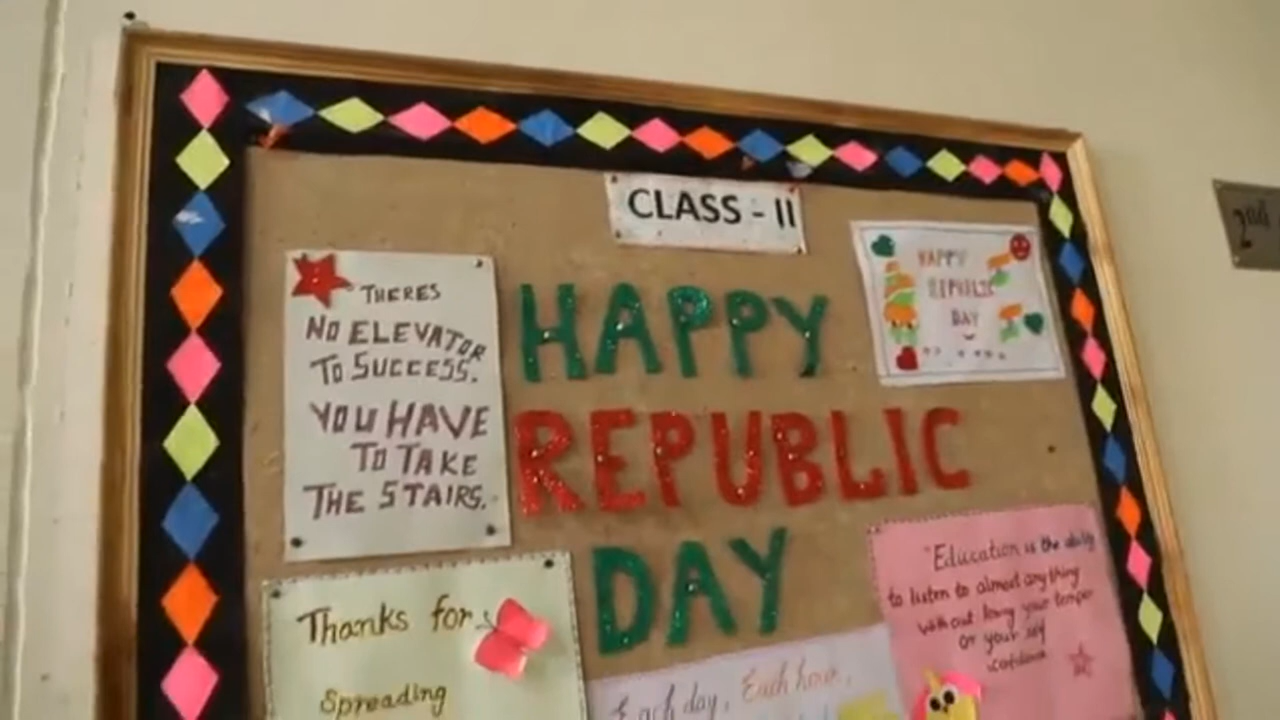 CLASS - II
2nd
THERES
NO ELEVATOR
TO SUCCESS.
YOU HAVE
TO TAKE
THE STAIRS.
HAPPY
REPUBLIC
DAY
HAPPY
REPUBLIC
DAY
Thanks for
Spreading
Each day, Each hour,
"Education is the ability
to listen to almost anything
without losing your temper
or your self